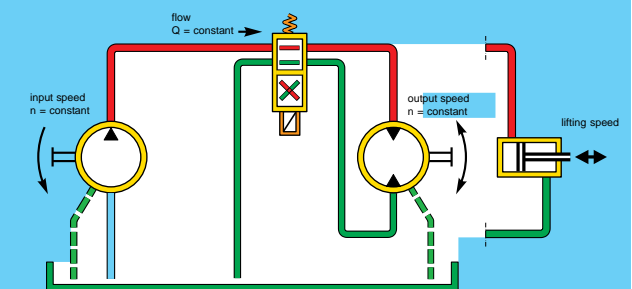 flow
Q = constant
input speed
n = constant
output speed
n = constant
lifting speed